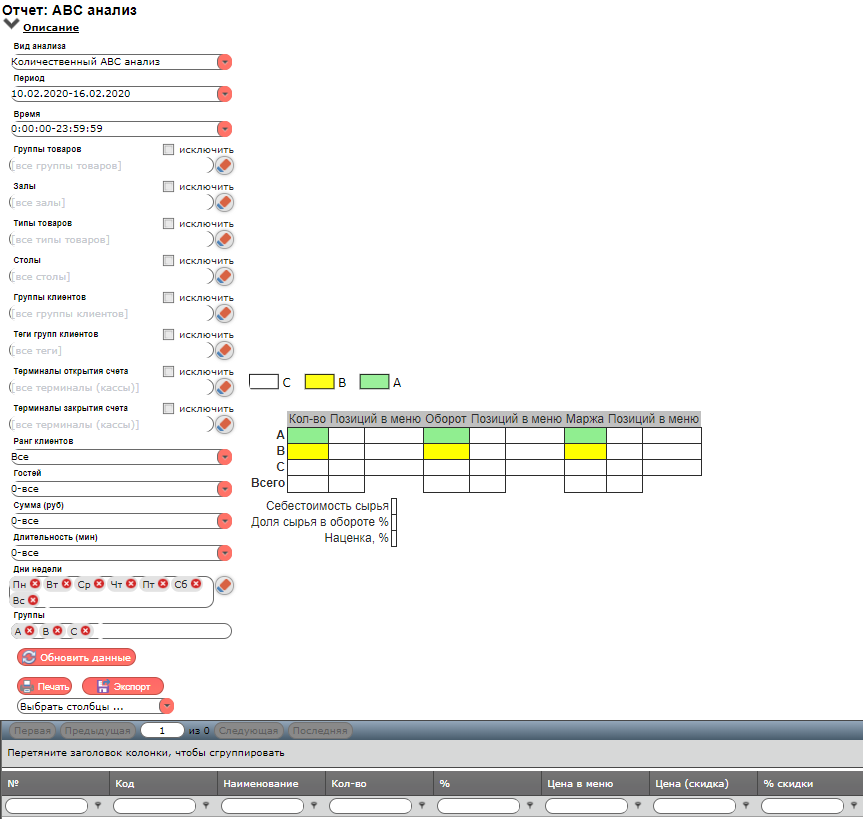 Отчет: ABC анализ
Описание
Вид анализа
Количественный ABC анализ
Период
10.02.2020-16.02.2020
Время
0:00:00-23:59:59
Группы товаров исключить
[все группы товаров]
Залы исключить
[все залы]
Типы товаров исключить
[все типы товаров]
Столы исключить
[все столы]
Группы клиентов исключить
[все группы клиентов]
Теги групп клиентов исключить
[все теги]
Терминалы открытия счета исключить
[все терминалы (кассы)]
C B A
Терминалы закрытия счета исключить
[все терминалы (кассы)]
Кол-во Позиций в меню Оборот Позиций в меню Маржа Позиций в меню
A
B
C
Всего
Себестоимость сырья
Доля сырья в обороте %
Наценка, %
Ранг клиентов
Все
Гостей
0-все
Сумма (руб)
0-все
Длительность (мин)
0-все
Дни недели
Пн Вт Ср Чт Пт Сб
Вс
Группы
A B C
Обновить данные
Печать Экспорт
Выбрать столбцы ...
Первая Предыдущая 1 из 0 Следующая Последняя
Перетяните заголовок колонки, чтобы сгруппировать
№ Код Наименование Кол-во % Цена в меню Цена (скидка) % скидки